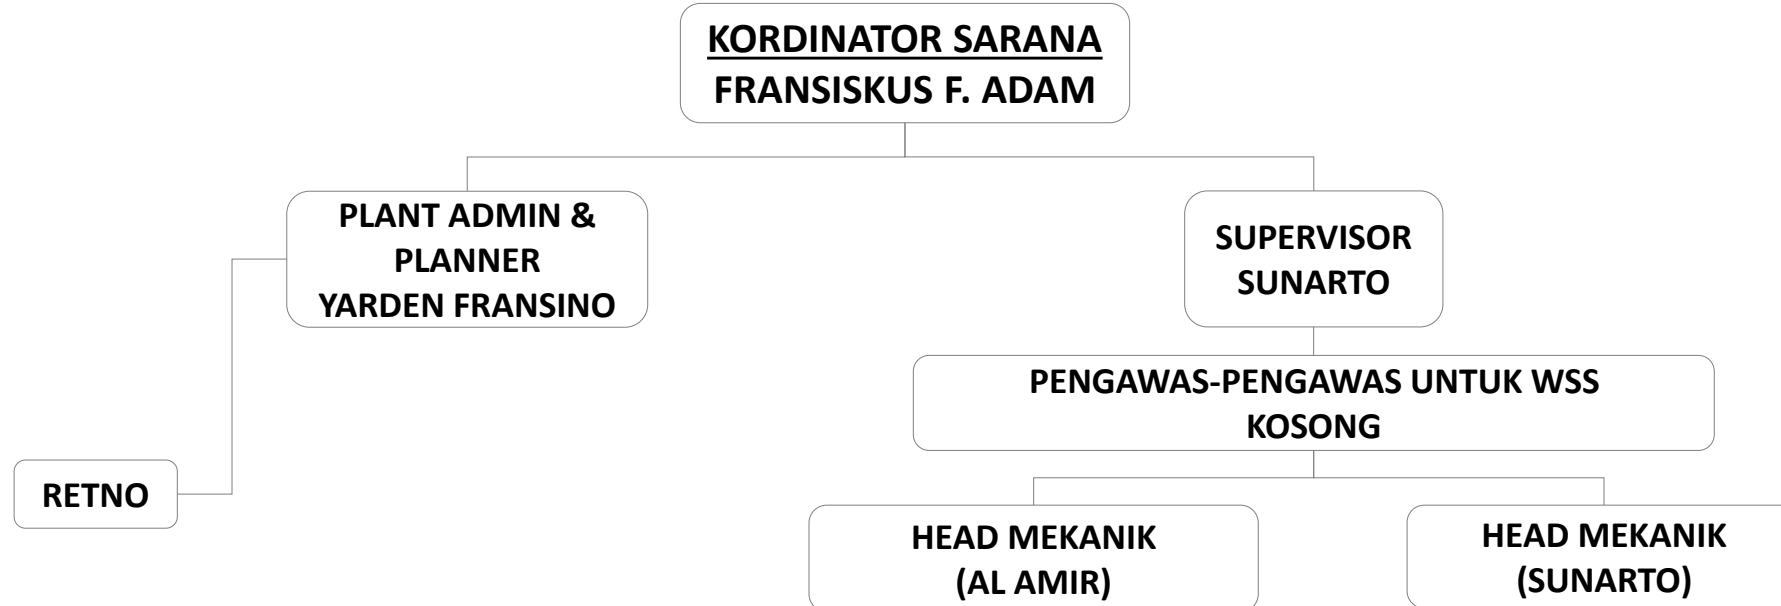 KORDINATOR SARANA
FRANSISKUS F. ADAM
PLANT ADMIN &
PLANNER
YARDEN FRANSINO
SUPERVISOR
SUNARTO
PENGAWAS-PENGAWAS UNTUK WSS
KOSONG
RETNO
HEAD MEKANIK
(AL AMIR)
HEAD MEKANIK
(SUNARTO)